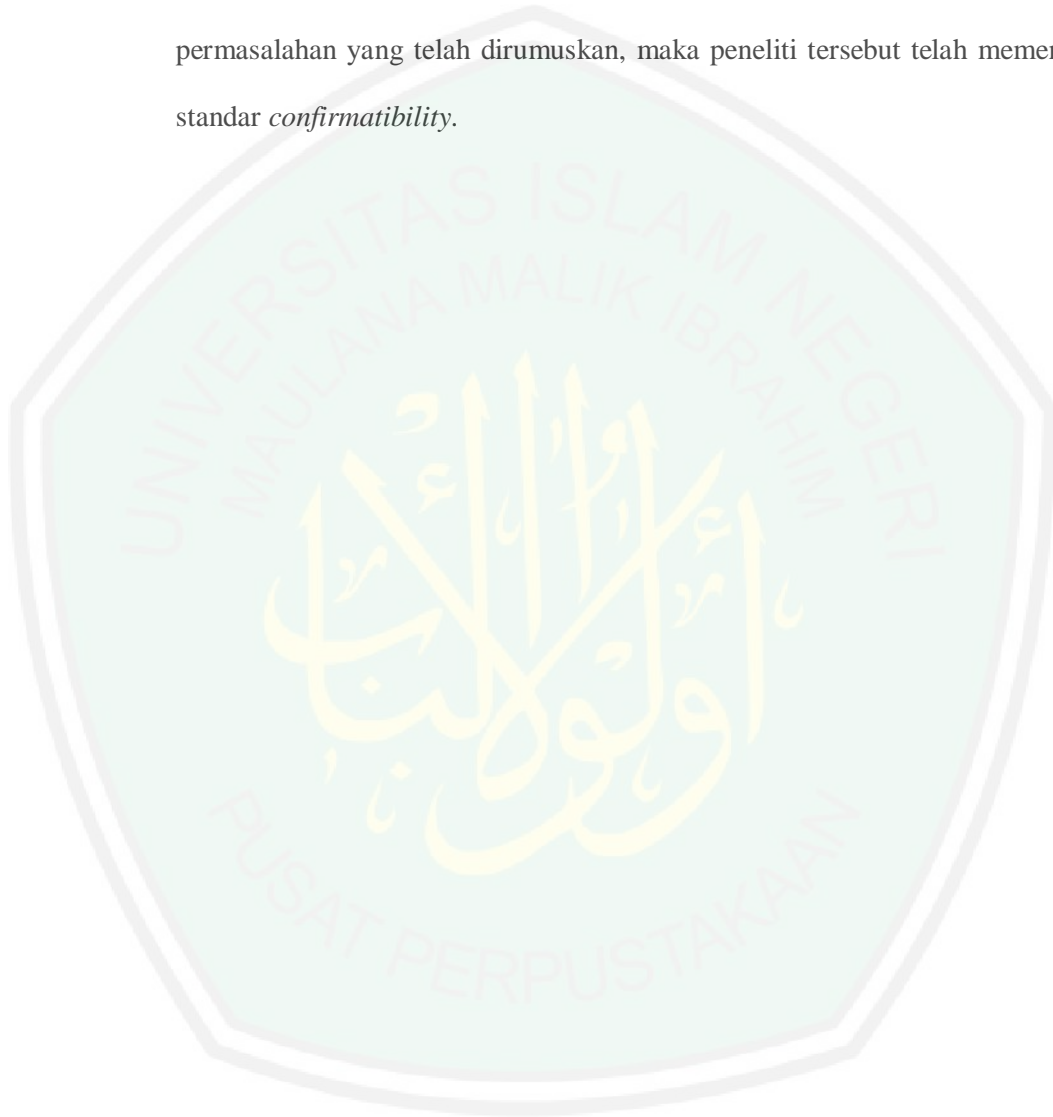 permasalahan yang telah dirumuskan, maka peneliti tersebut telah memen
standar confirmatibility.
UNIVERSITAS ISLAM NEGERI
MAULANA MALIK IBRAHIM
أولوا الألباب
PUSAT PERPUSTAKAAN